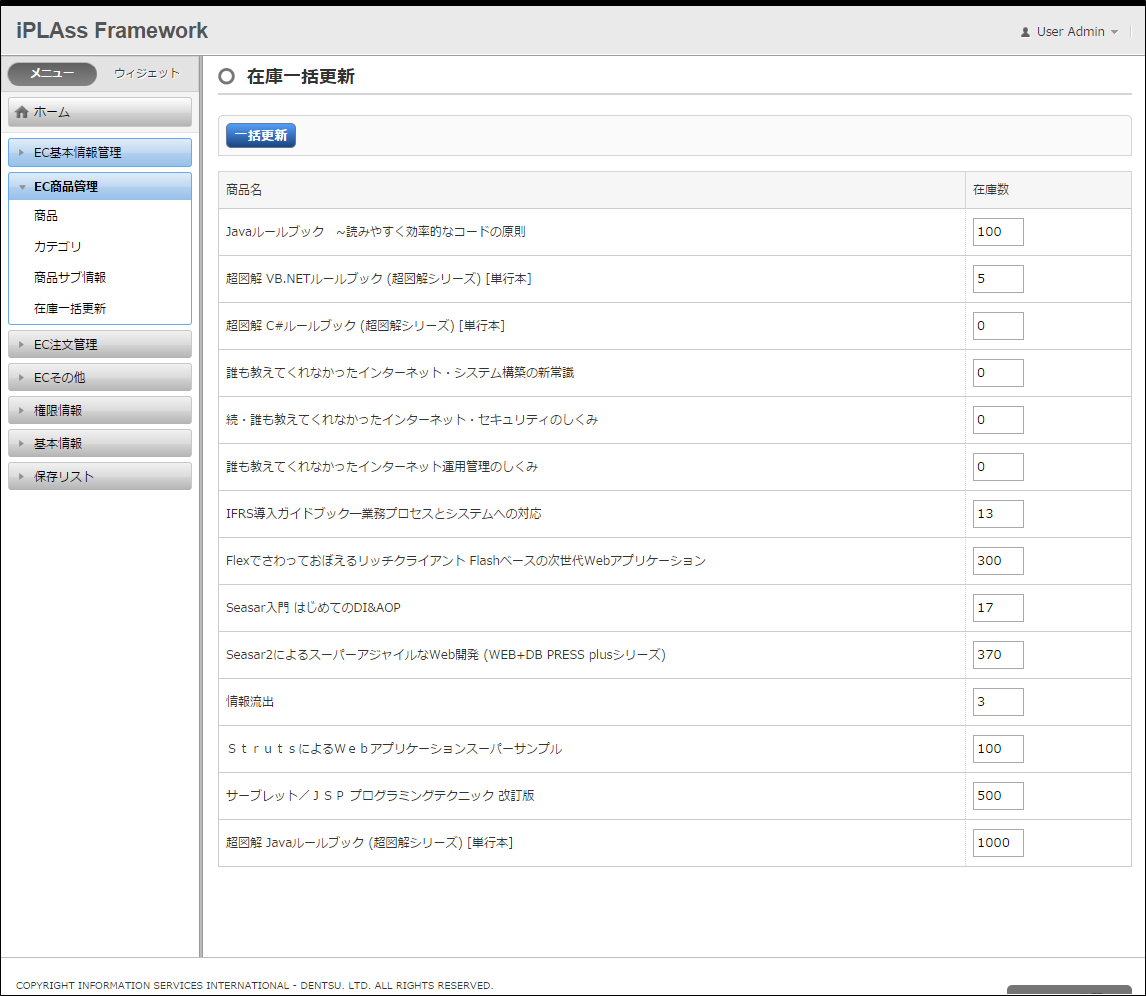 iPLAss Framework
User Admin
メニュー
ウィジェット
ホーム
EC基本情報管理
EC商品管理
商品
カテゴリ
商品サブ情報
在庫一括更新
EC注文管理
ECその他
権限情報
基本情報
保存リスト
在庫一括更新
一括更新
商品名 在庫数
Javaルールブック　~読みやすく効率的なコードの原則 100
超図解 VB.NETルールブック (超図解シリーズ) [単行本] 5
超図解 C#ルールブック (超図解シリーズ) [単行本] 0
誰も教えてくれなかったインターネット・システム構築の新常識 0
続・誰も教えてくれなかったインターネット・セキュリティのしくみ 0
誰も教えてくれなかったインターネット運用管理のしくみ 0
IFRS導入ガイドブック―業務プロセスとシステムへの対応 13
Flexでさわっておぼえるリッチクライアント Flashベースの次世代Webアプリケーション 300
Seasar入門 はじめてのDI&AOP 17
Seasar2によるスーパーアジャイルなWeb開発 (WEB+DB PRESS plusシリーズ) 370
情報流出 3
ＳｔｒｕｔｓによるＷｅｂアプリケーションスーパーサンプル 100
サーブレット／ＪＳＰ プログラミングテクニック 改訂版 500
超図解 Javaルールブック (超図解シリーズ) [単行本] 1000
COPYRIGHT INFORMATION SERVICES INTERNATIONAL - DENTSU. LTD. ALL RIGHTS RESERVED.